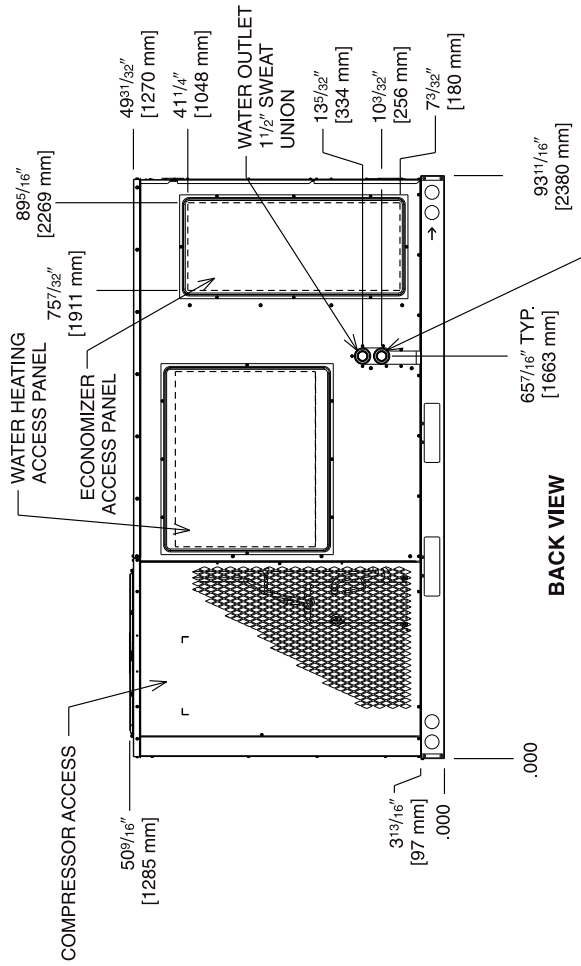 COMPRESSOR ACCESS
WATER HEATING
ACCESS PANEL
ECONOMIZER
ACCESS PANEL
75 7/32"
[1911 mm]
89 5/16"
[2269 mm]
50 9/16"
[1285 mm]
49 31/32"
[1270 mm]
41 1/4"
[1048 mm]
WATER OUTLET
1 1/2" SWEAT
UNION
13 5/32"
[334 mm]
10 3/32"
[256 mm]
7 3/32"
[180 mm]
3 13/16"
[97 mm]
.000
.000
65 7/16" TYP.
[1663 mm]
93 11/16"
[2380 mm]
BACK VIEW